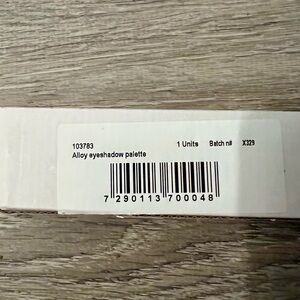 103783 1 Units Batch n# X329
Alloy eyeshadow palette
7 290113 700048